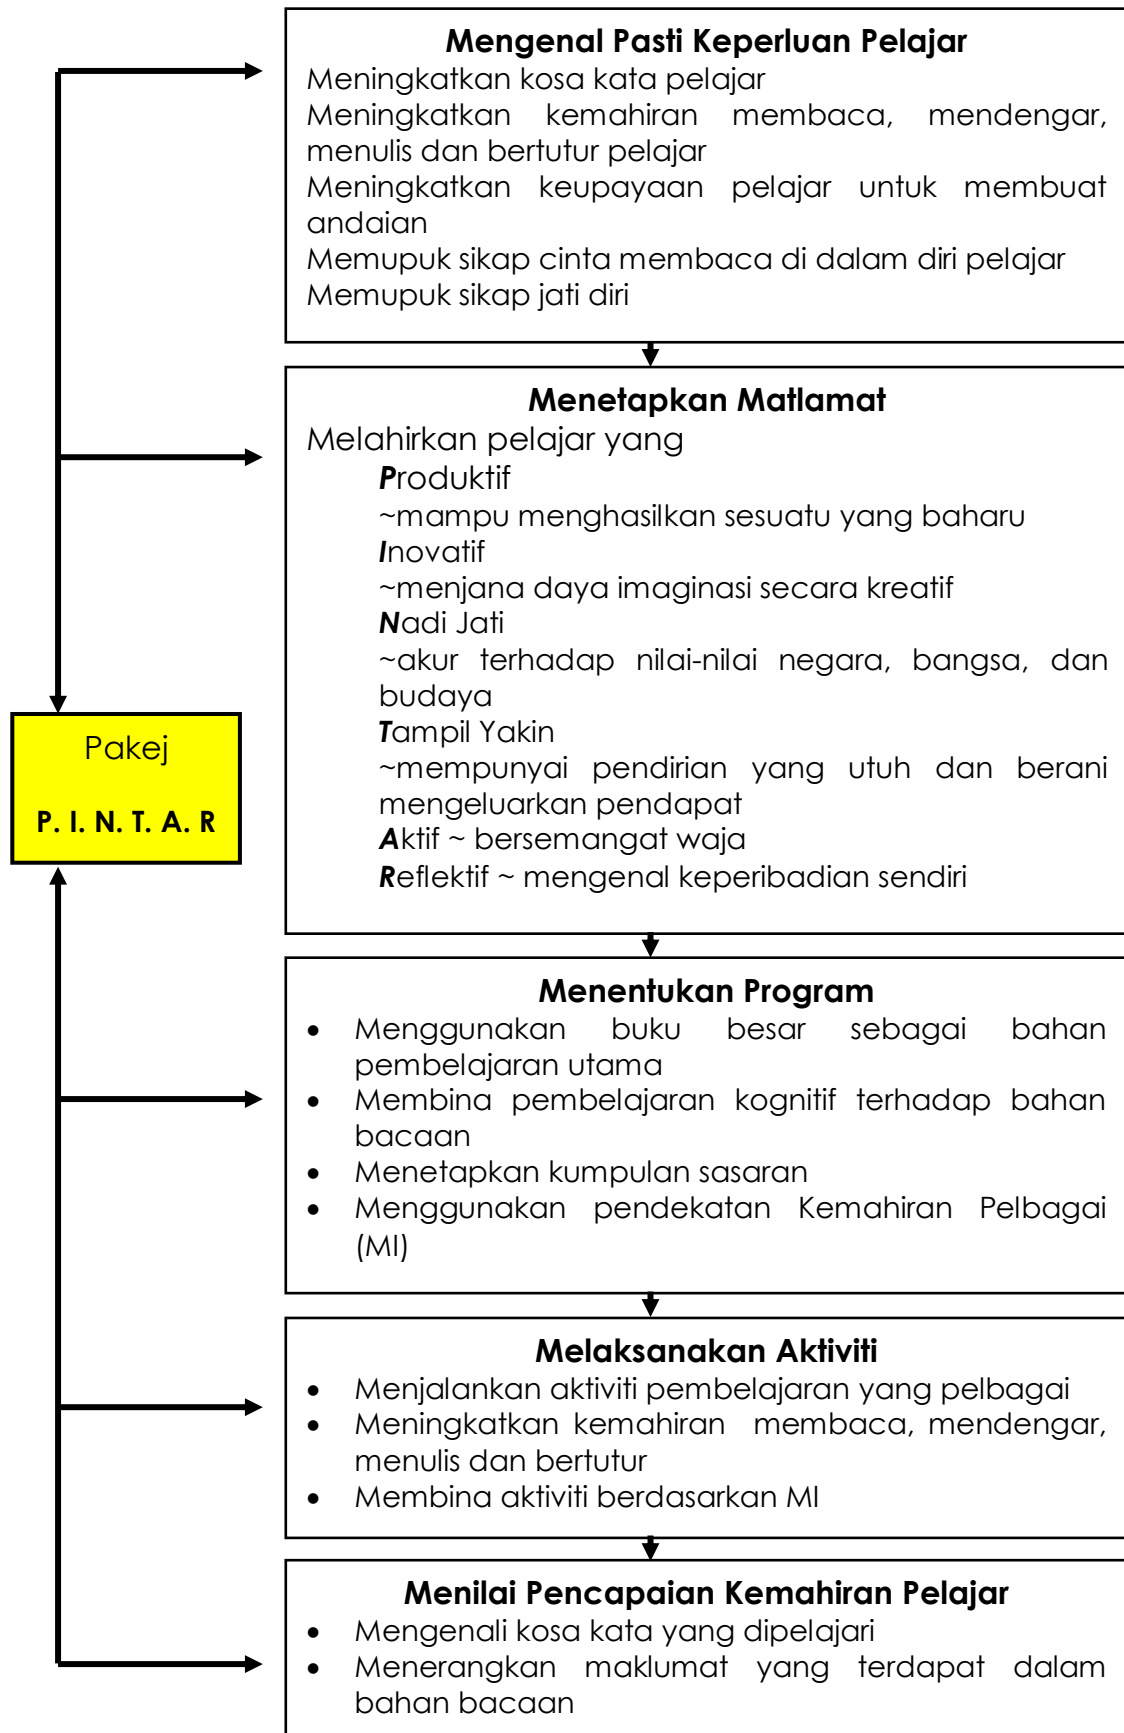 Mengenal Pasti Keperluan Pelajar
Meningkatkan kosa kata pelajar
Meningkatkan kemahiran membaca, mendengar,
menulis dan bertutur pelajar
Meningkatkan keupayaan pelajar untuk membuat
andaian
Memupuk sikap cinta membaca di dalam diri pelajar
Memupuk sikap jati diri
Menetapkan Matlamat
Melahirkan pelajar yang
Produktif
~mampu menghasilkan sesuatu yang baharu
Inovatif
~menjana daya imaginasi secara kreatif
Nadi Jati
~akur terhadap nilai-nilai negara, bangsa, dan
budaya
Tampil Yakin
~mempunyai pendirian yang utuh dan berani
mengeluarkan pendapat
Aktif ~ bersemangat waja
Reflektif ~ mengenal keperibadian sendiri
Pakej
P. I. N. T. A. R
Menentukan Program
• Menggunakan buku besar sebagai bahan
pembelajaran utama
• Membina pembelajaran kognitif terhadap bahan
bacaan
• Menetapkan kumpulan sasaran
• Menggunakan pendekatan Kemahiran Pelbagai
(MI)
Melaksanakan Aktiviti
• Menjalankan aktiviti pembelajaran yang pelbagai
• Meningkatkan kemahiran membaca, mendengar,
menulis dan bertutur
• Membina aktiviti berdasarkan MI
Menilai Pencapaian Kemahiran Pelajar
• Mengenali kosa kata yang dipelajari
• Menerangkan maklumat yang terdapat dalam
bahan bacaan